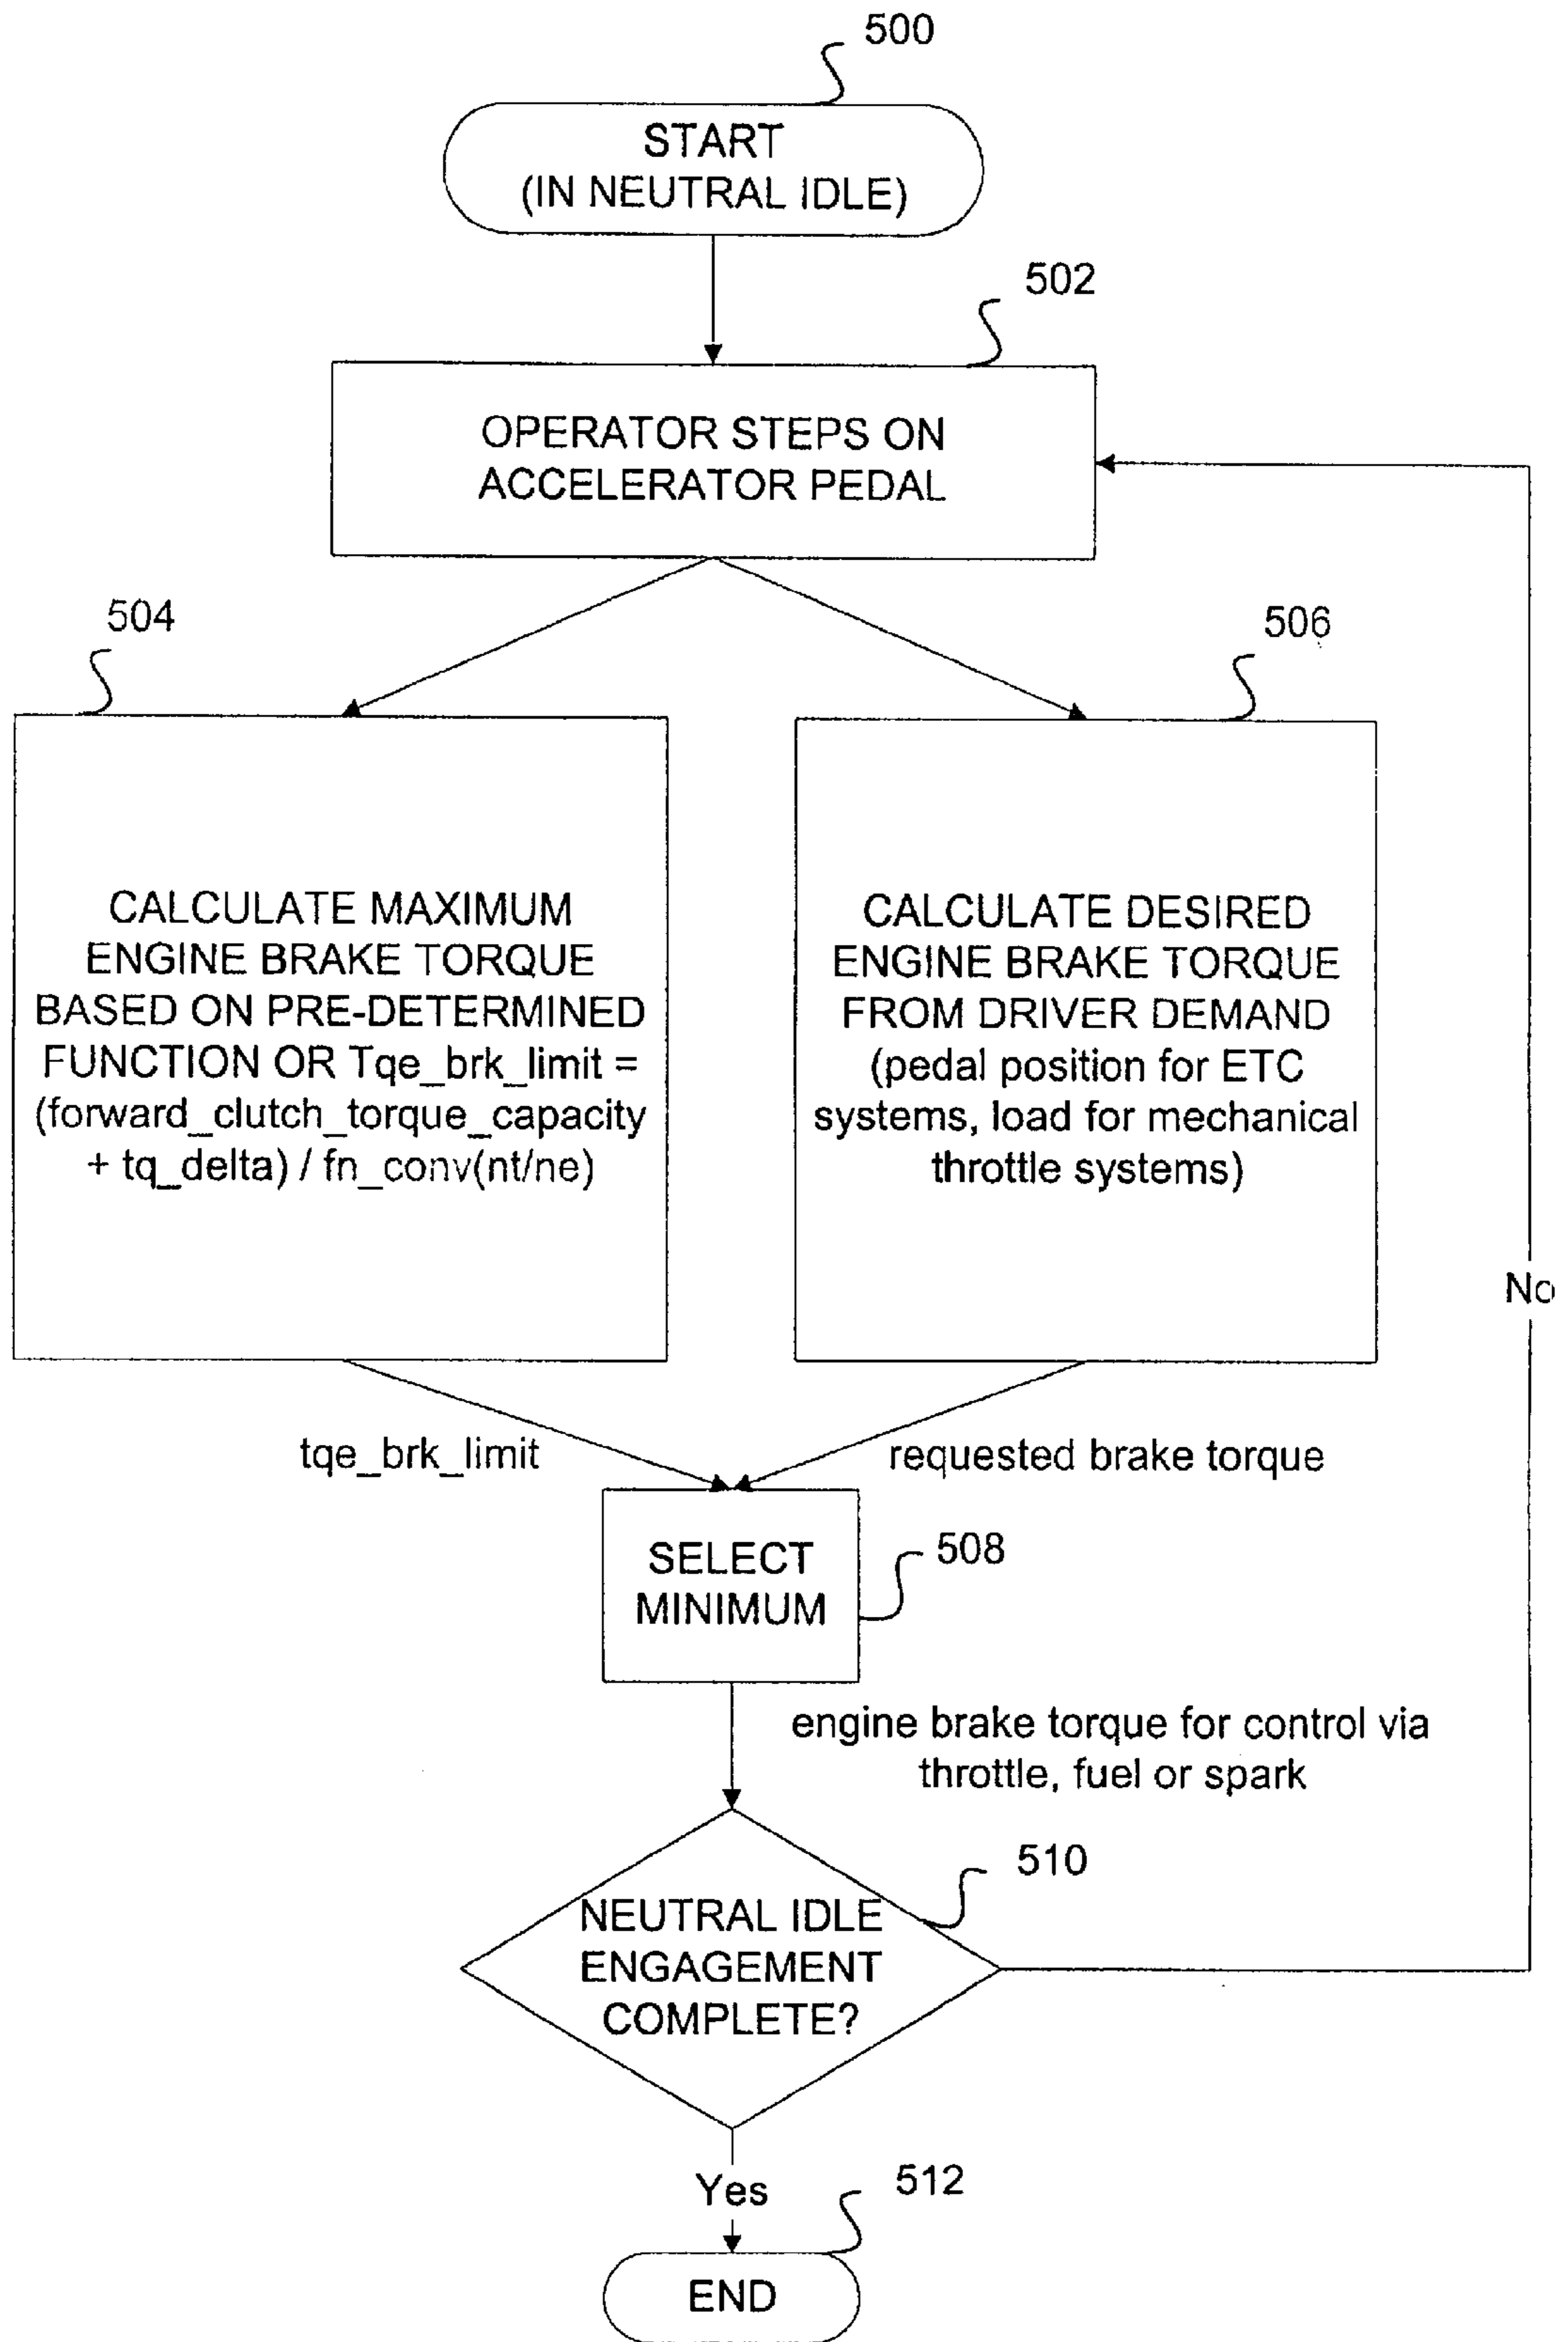 500
START
(IN NEUTRAL IDLE)
502
OPERATOR STEPS ON
ACCELERATOR PEDAL
504
506
CALCULATE MAXIMUM
ENGINE BRAKE TORQUE
BASED ON PRE-DETERMINED
FUNCTION OR Tqe_brk_limit =
(forward_clutch_torque_capacity
+ tq_delta) / fn_conv(nt/ne)
CALCULATE DESIRED
ENGINE BRAKE TORQUE
FROM DRIVER DEMAND
(pedal position for ETC
systems, load for mechanical
throttle systems)
No
tqe_brk_limit
requested brake torque
SELECT
MINIMUM
508
engine brake torque for control via
throttle, fuel or spark
510
NEUTRAL IDLE
ENGAGEMENT
COMPLETE?
Yes
512
END